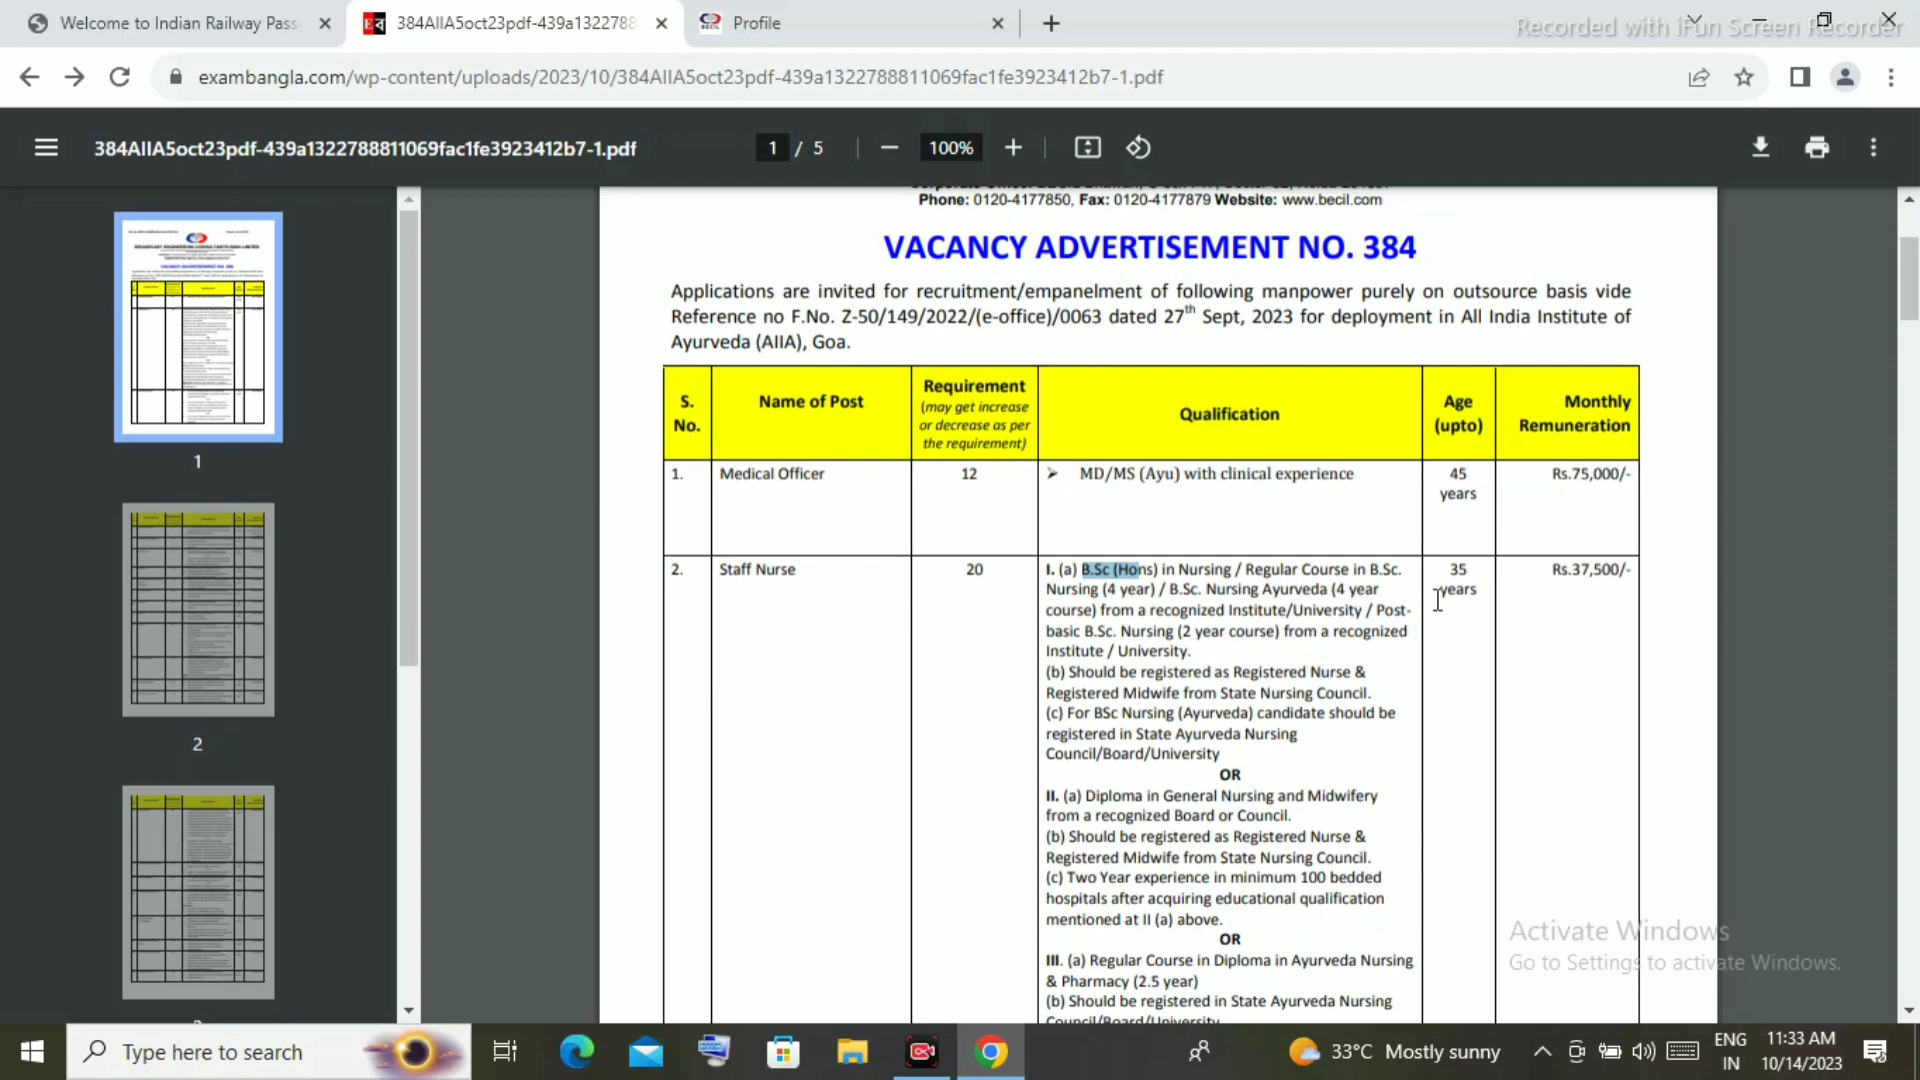 Welcome to Indian Railway Pass
384AIIA5oct23pdf-439a1322788
Profile
Recorded with iFun Screen Recorder
exambangla.com/wp-content/uploads/2023/10/384AIIA5oct23pdf-439a1322788811069fac1fe3923412b7-1.pdf
384AIIA5oct23pdf-439a1322788811069fac1fe3923412b7-1.pdf
1 / 5
100%
Phone: 0120-4177850, Fax: 0120-4177879 Website: www.becil.com
VACANCY ADVERTISEMENT NO. 384
Applications are invited for recruitment/empanelment of following manpower purely on outsource basis vide
Reference no F.No. Z-50/149/2022/(e-office)/0063 dated 27th Sept, 2023 for deployment in All India Institute of
Ayurveda (AIIA), Goa.
S. No.
Name of Post
Requirement
(may get increase
or decrease as per
the requirement)
Qualification
Age
(upto)
Monthly
Remuneration
1.
Medical Officer
12
➢ MD/MS (Ayu) with clinical experience
45
years
Rs.75,000/-
2.
Staff Nurse
20
I. (a) B.Sc (Hons) in Nursing / Regular Course in B.Sc.
Nursing (4 year) / B.Sc. Nursing Ayurveda (4 year
course) from a recognized Institute/University / Post-
basic B.Sc. Nursing (2 year course) from a recognized
Institute / University.
(b) Should be registered as Registered Nurse &
Registered Midwife from State Nursing Council.
(c) For BSc Nursing (Ayurveda) candidate should be
registered in State Ayurveda Nursing
Council/Board/University
OR
II. (a) Diploma in General Nursing and Midwifery
from a recognized Board or Council.
(b) Should be registered as Registered Nurse &
Registered Midwife from State Nursing Council.
(c) Two Year experience in minimum 100 bedded
hospitals after acquiring educational qualification
mentioned at II (a) above.
OR
III. (a) Regular Course in Diploma in Ayurveda Nursing
& Pharmacy (2.5 year)
(b) Should be registered in State Ayurveda Nursing
Council/Board/University
35
years
Rs.37,500/-
1
2
Activate Windows
Go to Settings to activate Windows.
Type here to search
33°C Mostly sunny
ENG
IN
11:33 AM
10/14/2023